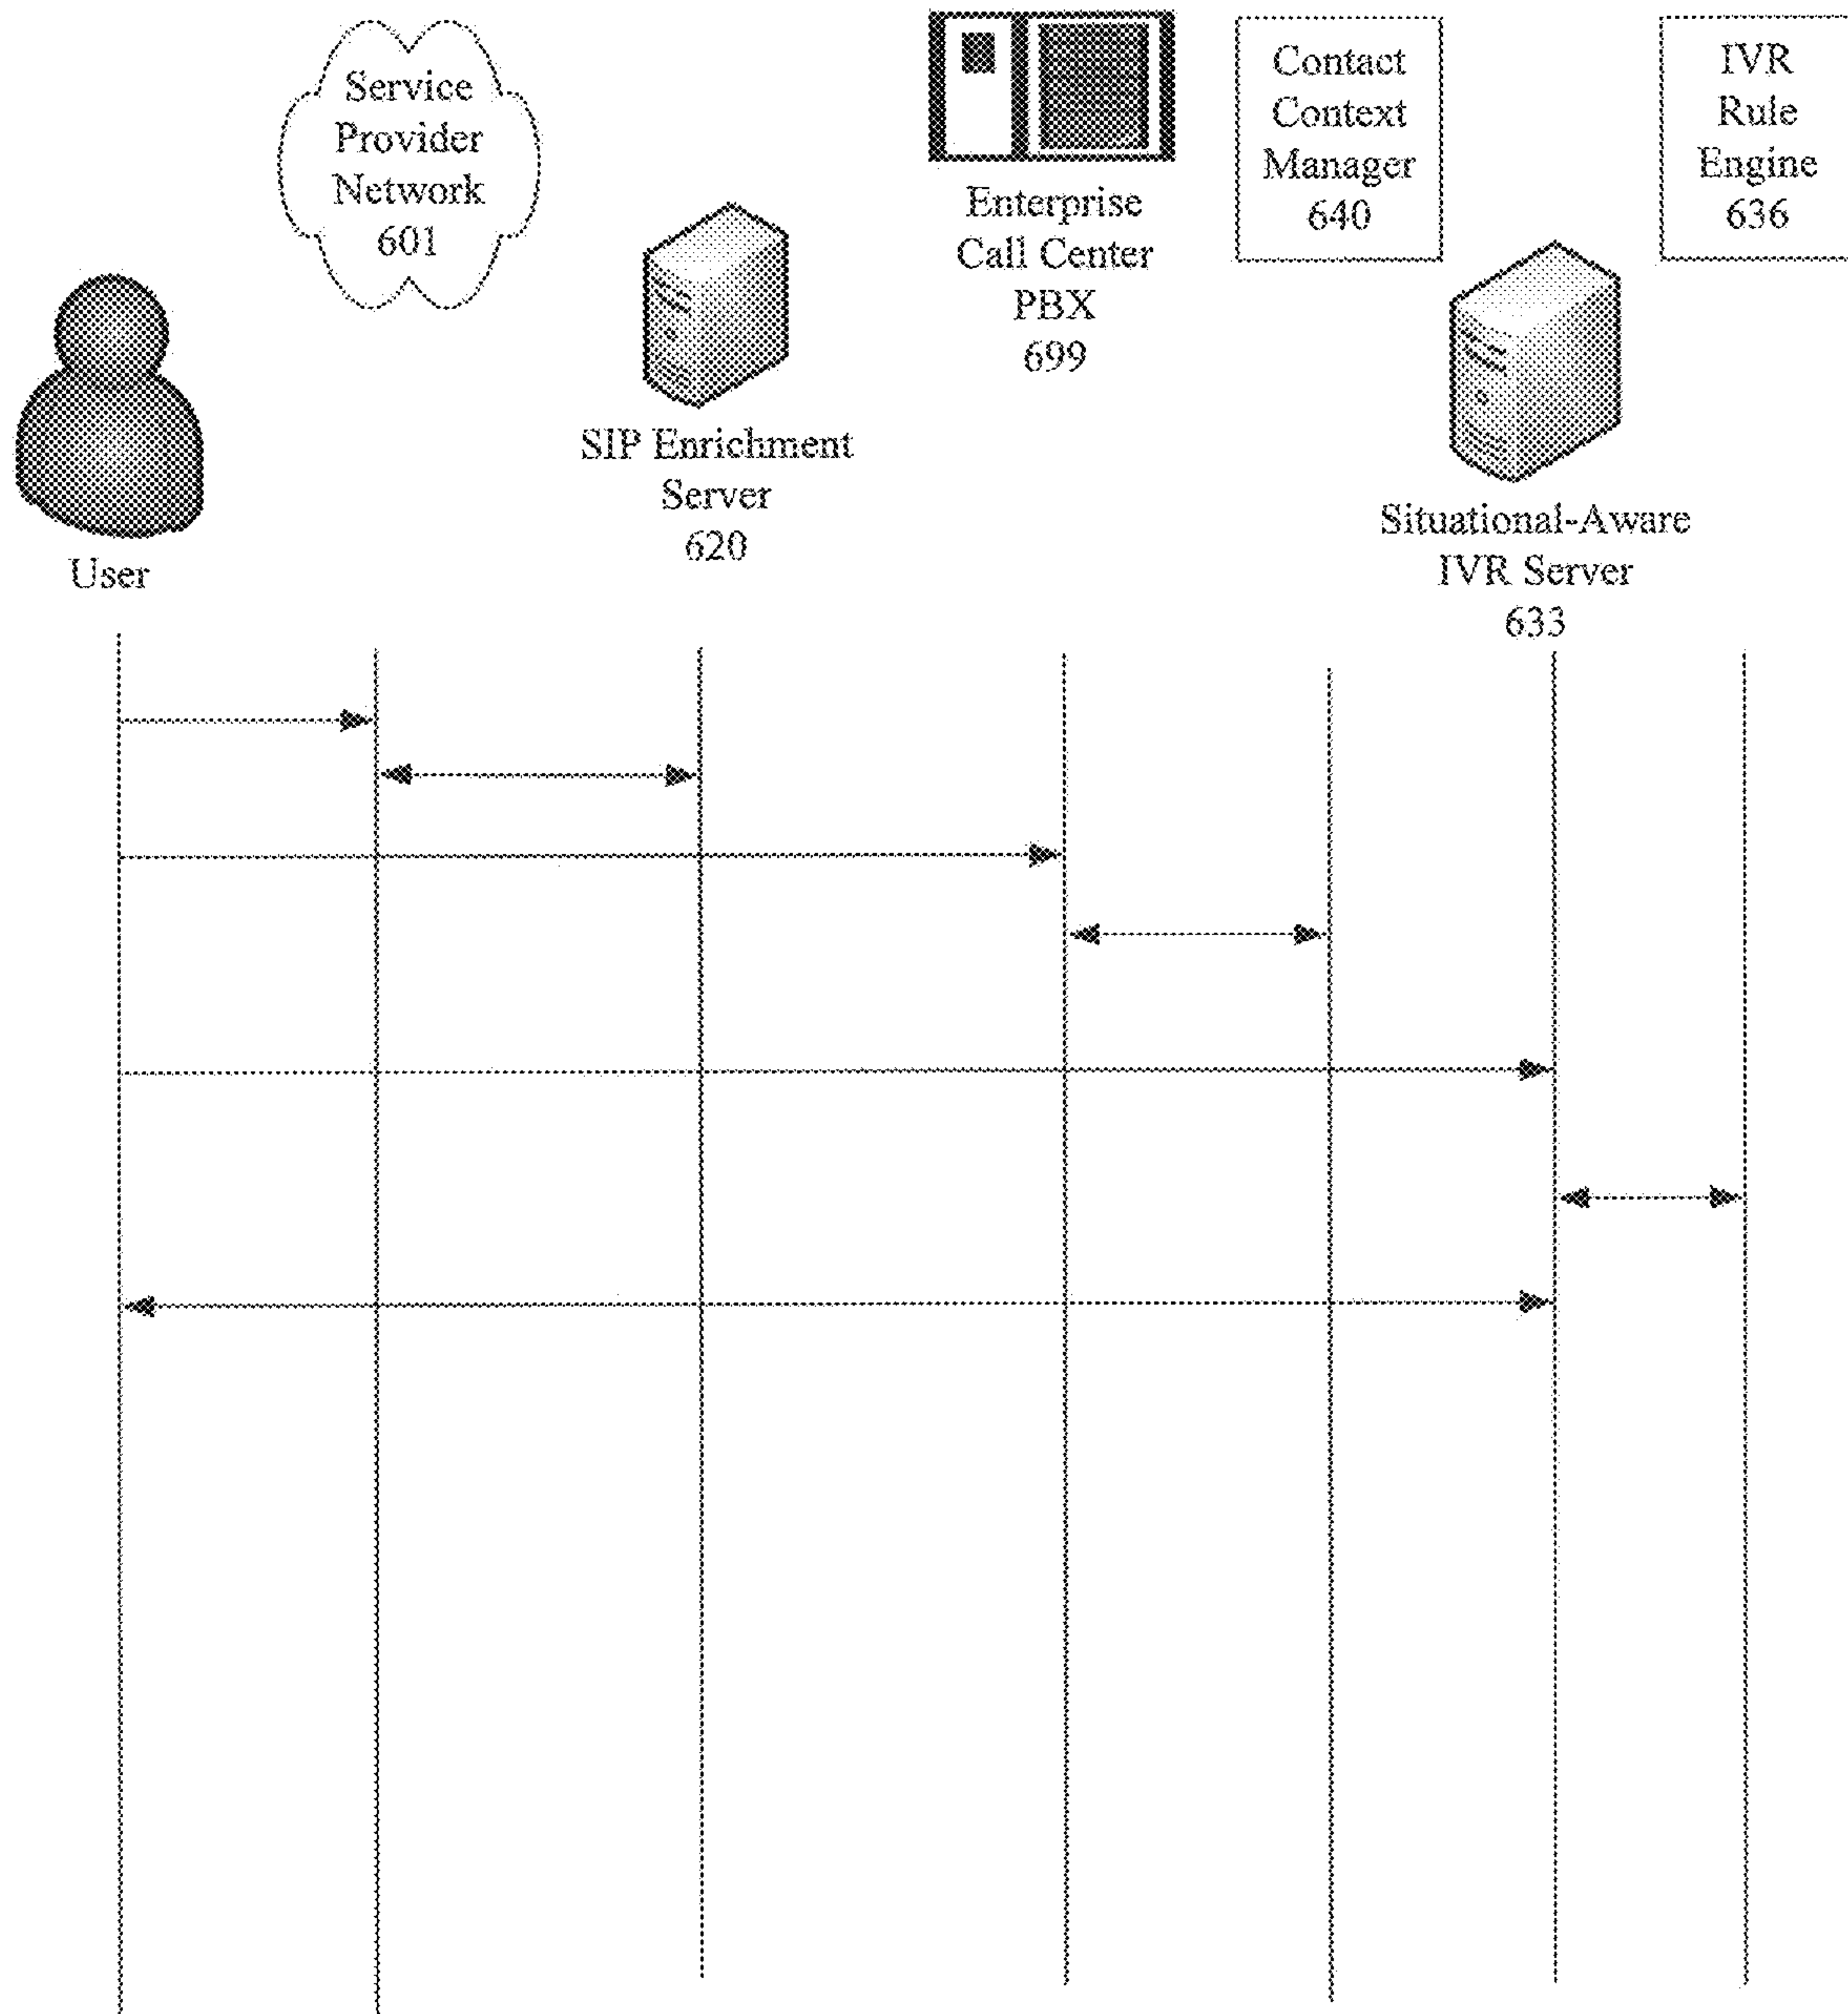 Service
Provider
Network
601
User
SIP Enrichment
Server
620
Enterprise
Call Center
PBX
699
Contact
Context
Manager
640
Situational-Aware
IVR Server
633
IVR
Rule
Engine
636